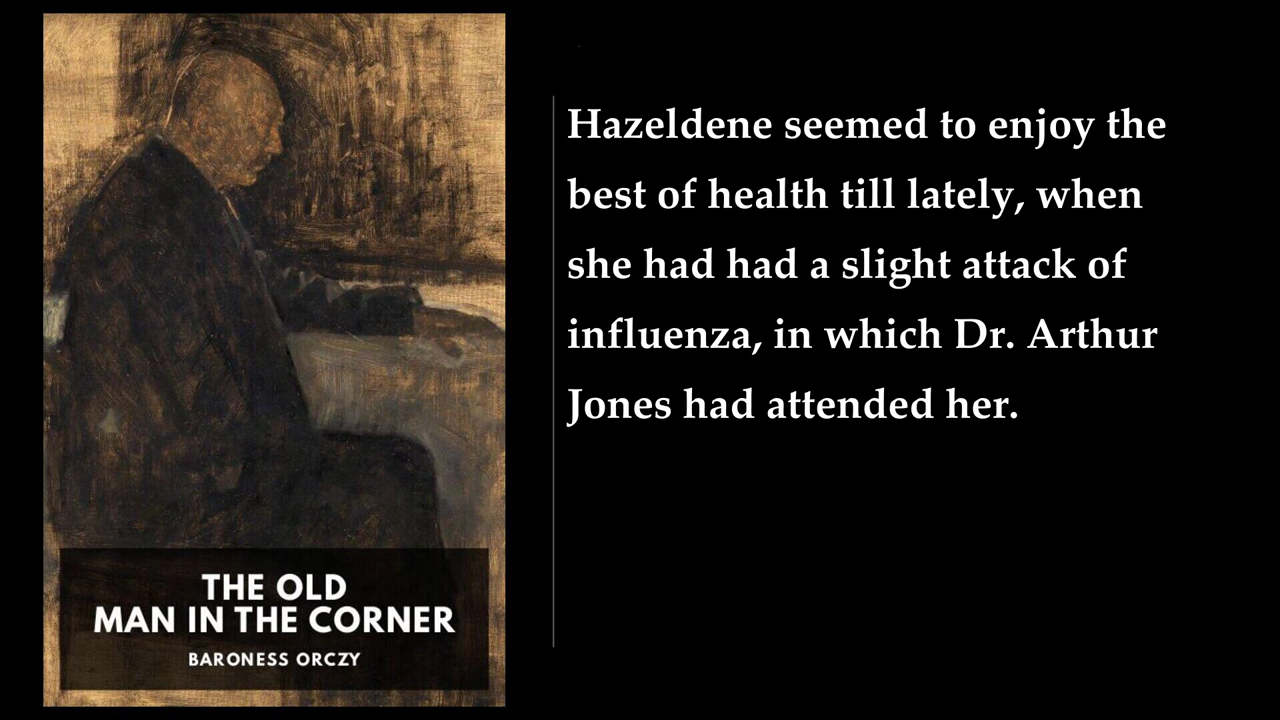 THE OLD
MAN IN THE CORNER
BARONESS ORCZY
Hazeldene seemed to enjoy the
best of health till lately, when
she had had a slight attack of
influenza, in which Dr. Arthur
Jones had attended her.